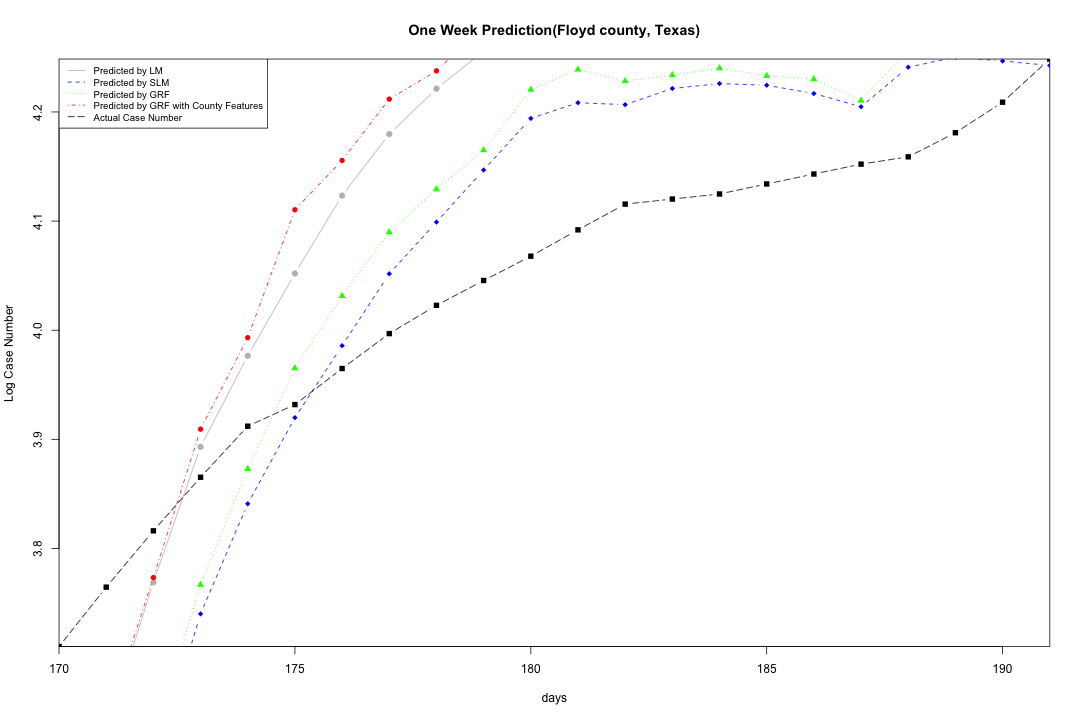 One Week Prediction(Floyd county, Texas)
Predicted by LM
Predicted by SLM
Predicted by GRF
Predicted by GRF with County Features
Actual Case Number
4.2
4.1
4.0
3.9
3.8
Log Case Number
170 175 180 185 190
days